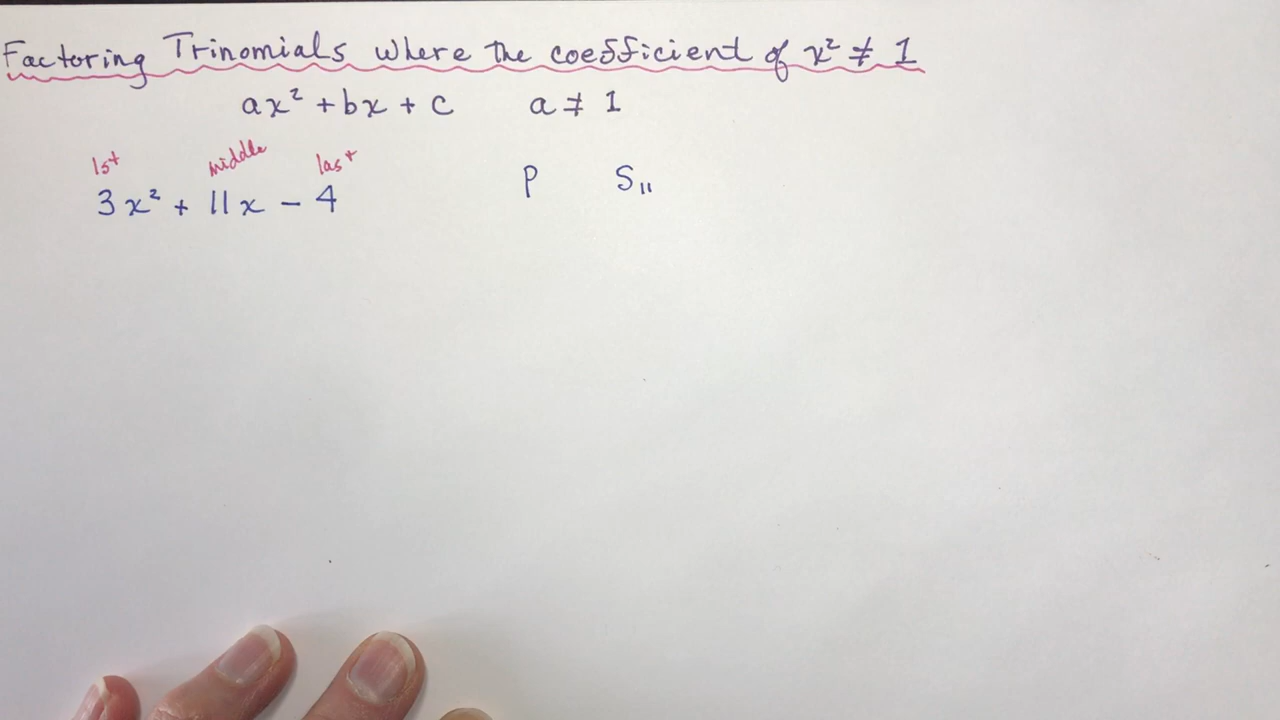 Factoring Trinomials where the coefficient of x² ≠ 1
ax² + bx + c a ≠ 1
1st middle last
3x² + 11x - 4 P S₁₁